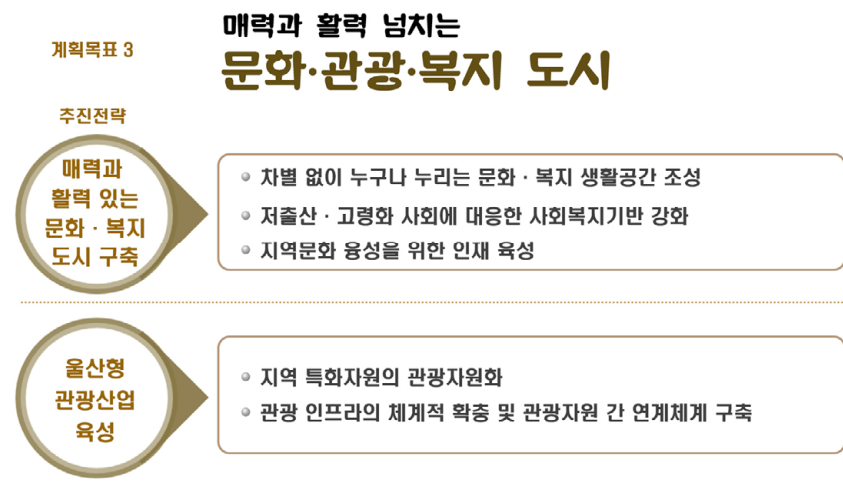 계획목표 3
매력과 활력 넘치는
문화·관광·복지 도시
추진전략
매력과
활력 있는
문화 · 복지
도시 구축
차별 없이 누구나 누리는 문화 · 복지 생활공간 조성
저출산 · 고령화 사회에 대응한 사회복지기반 강화
지역문화 융성을 위한 인재 육성
울산형
관광산업
육성
지역 특화자원의 관광자원화
관광 인프라의 체계적 확충 및 관광자원 간 연계체계 구축